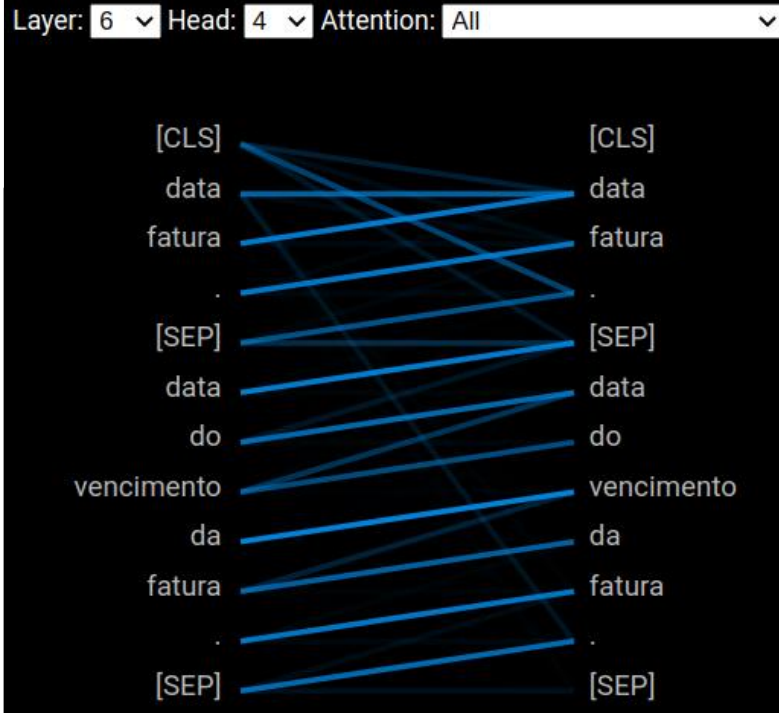 Layer: 6 Head: 4 Attention: All
[CLS] [CLS]
data data
fatura fatura
. .
[SEP] [SEP]
data data
do do
vencimento vencimento
da da
fatura fatura
. .
[SEP] [SEP]